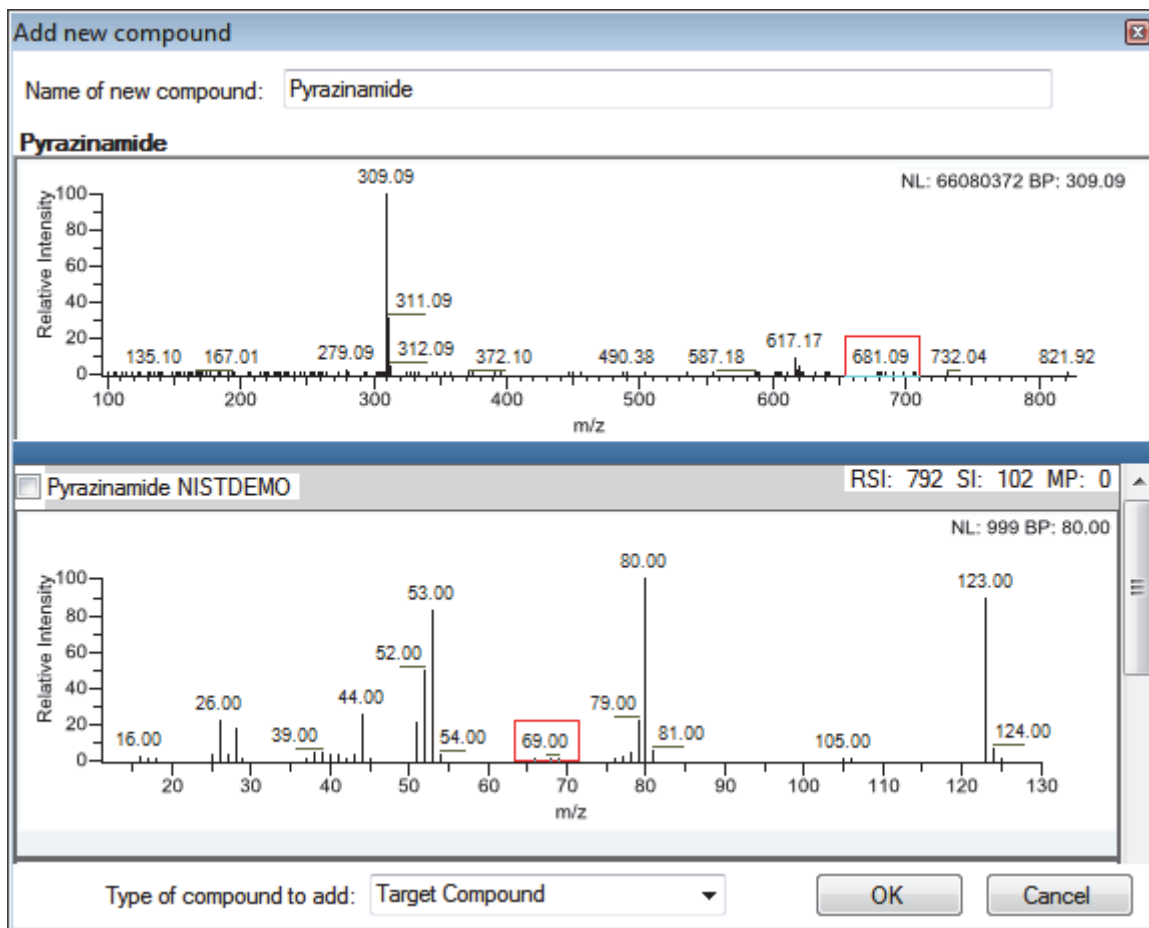 Add new compound
Name of new compound: Pyrazinamide
Pyrazinamide
309.09
NL: 66080372 BP: 309.09
Relative Intensity
100
80
60
40
20
0
311.09
312.09
135.10 167.01 279.09 372.10 490.38 587.18 617.17 681.09 732.04 821.92
100 200 300 400 500 600 700 800
m/z
Pyrazinamide NISTDEMO
RSI: 792 SI: 102 MP: 0
NL: 999 BP: 80.00
Relative Intensity
100
80
60
40
20
0
80.00
53.00
123.00
52.00
26.00 44.00 79.00
16.00 39.00 54.00 69.00 81.00 105.00 124.00
20 30 40 50 60 70 80 90 100 110 120 130
m/z
Type of compound to add: Target Compound
OK
Cancel